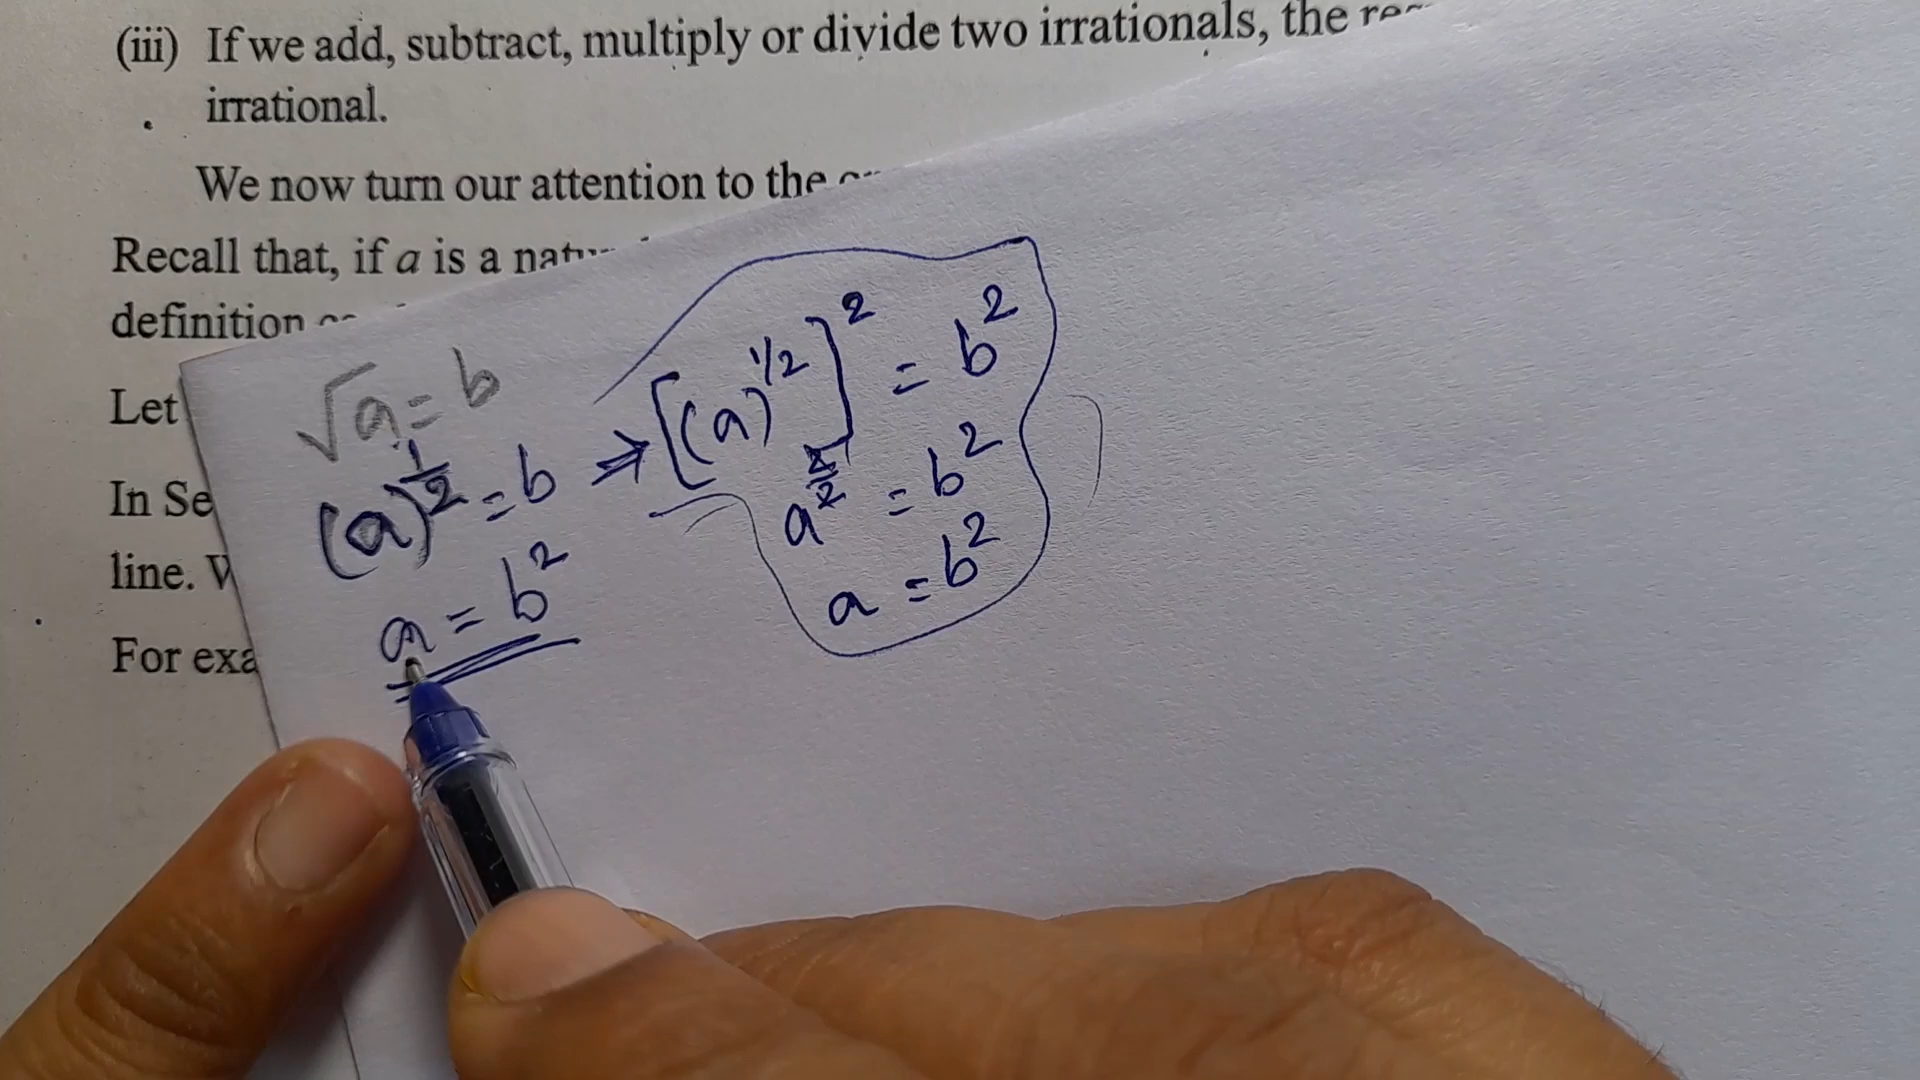 (iii) If we add, subtract, multiply or divide two irrationals, the
irrational.
We now turn our attention to the
Recall that, if a is a
definition
Let
In Se
line.
For exa
√a = b
(a)^1/2 = b ⇒ [(a)^1/2]^2 = b^2
a^2/2 = b^2
a = b^2
a = b^2